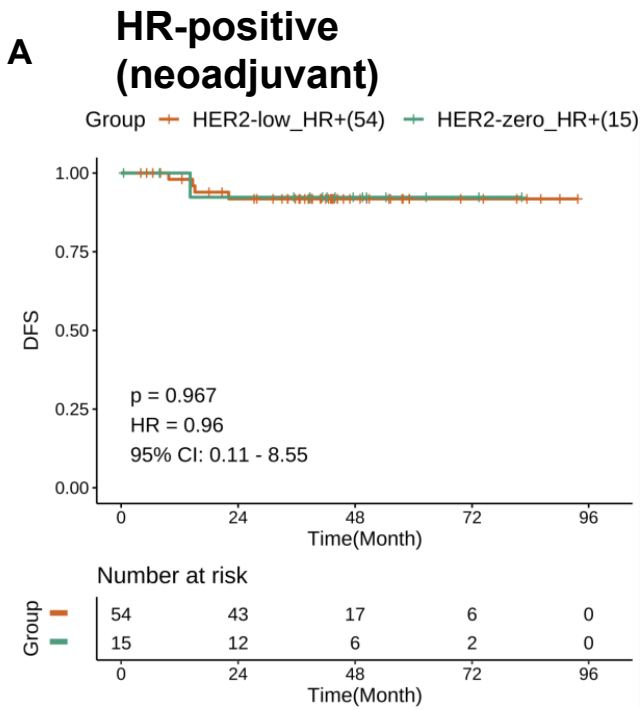 A
HR-positive
(neoadjuvant)
Group HER2-low_HR+(54) HER2-zero_HR+(15)
1.00
0.75
0.50
0.25
0.00
DFS
p = 0.967
HR = 0.96
95% CI: 0.11 - 8.55
0 24 48 72 96
Time(Month)
Number at risk
Group
54 43 17 6 0
15 12 6 2 0
0 24 48 72 96
Time(Month)